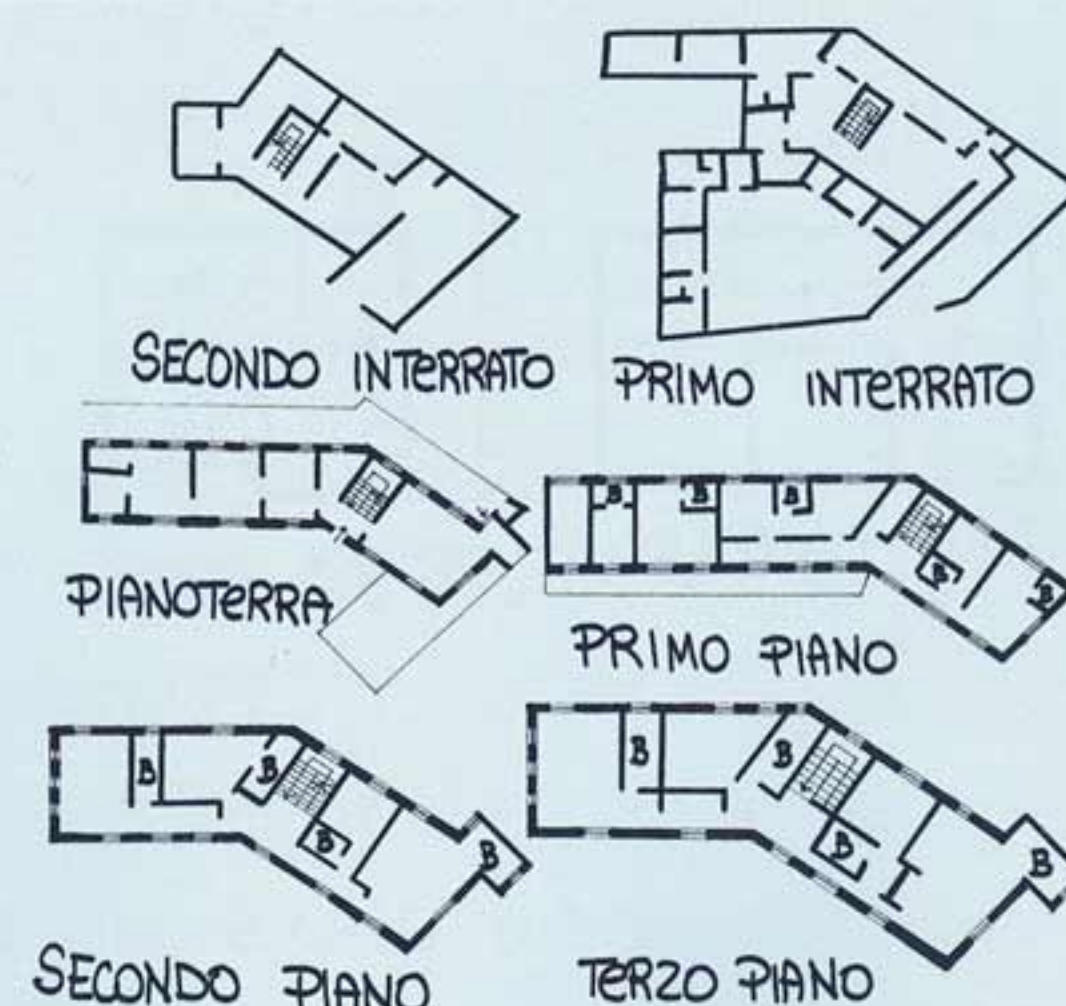 SECONDO INTERRATO
PRIMO INTERRATO
PIANOTERRA
B B B
B
B
PRIMO PIANO
B B
B
B
SECONDO PIANO
B B
B
B
TERZO PIANO